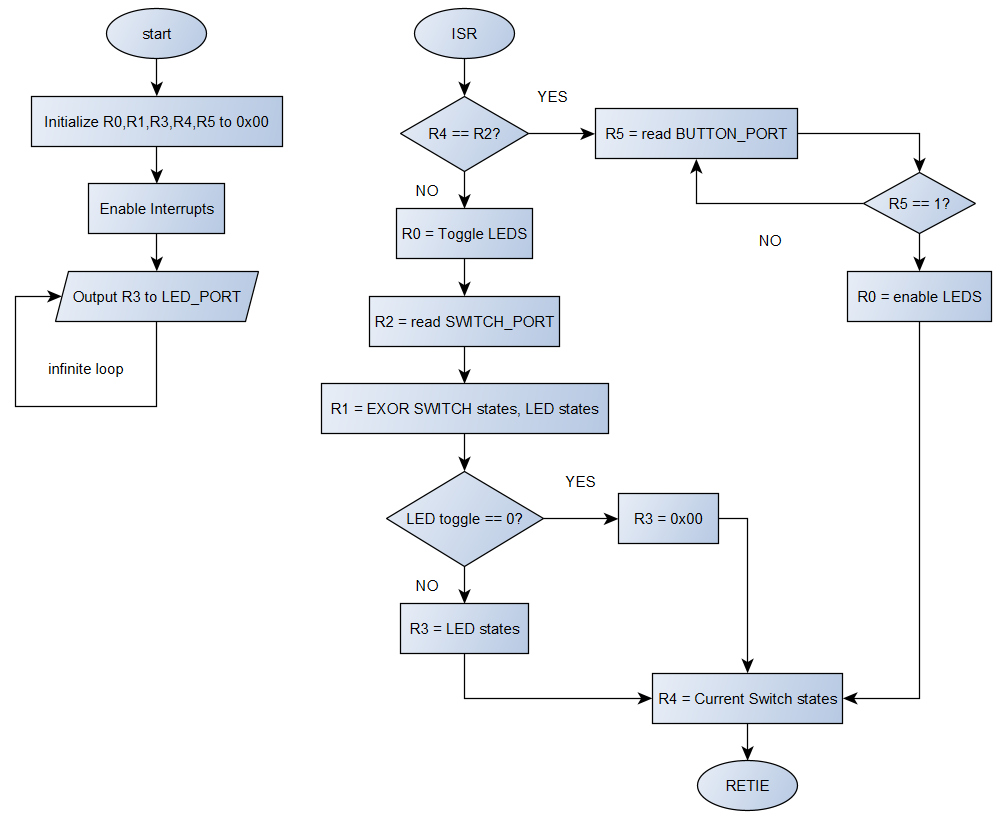 start
Initialize R0,R1,R3,R4,R5 to 0x00
Enable Interrupts
Output R3 to LED_PORT
infinite loop
ISR
R4 == R2?
YES
NO
R5 = read BUTTON_PORT
R5 == 1?
NO
R0 = enable LEDS
R0 = Toggle LEDS
R2 = read SWITCH_PORT
R1 = EXOR SWITCH states, LED states
LED toggle == 0?
YES
R3 = 0x00
NO
R3 = LED states
R4 = Current Switch states
RETIE